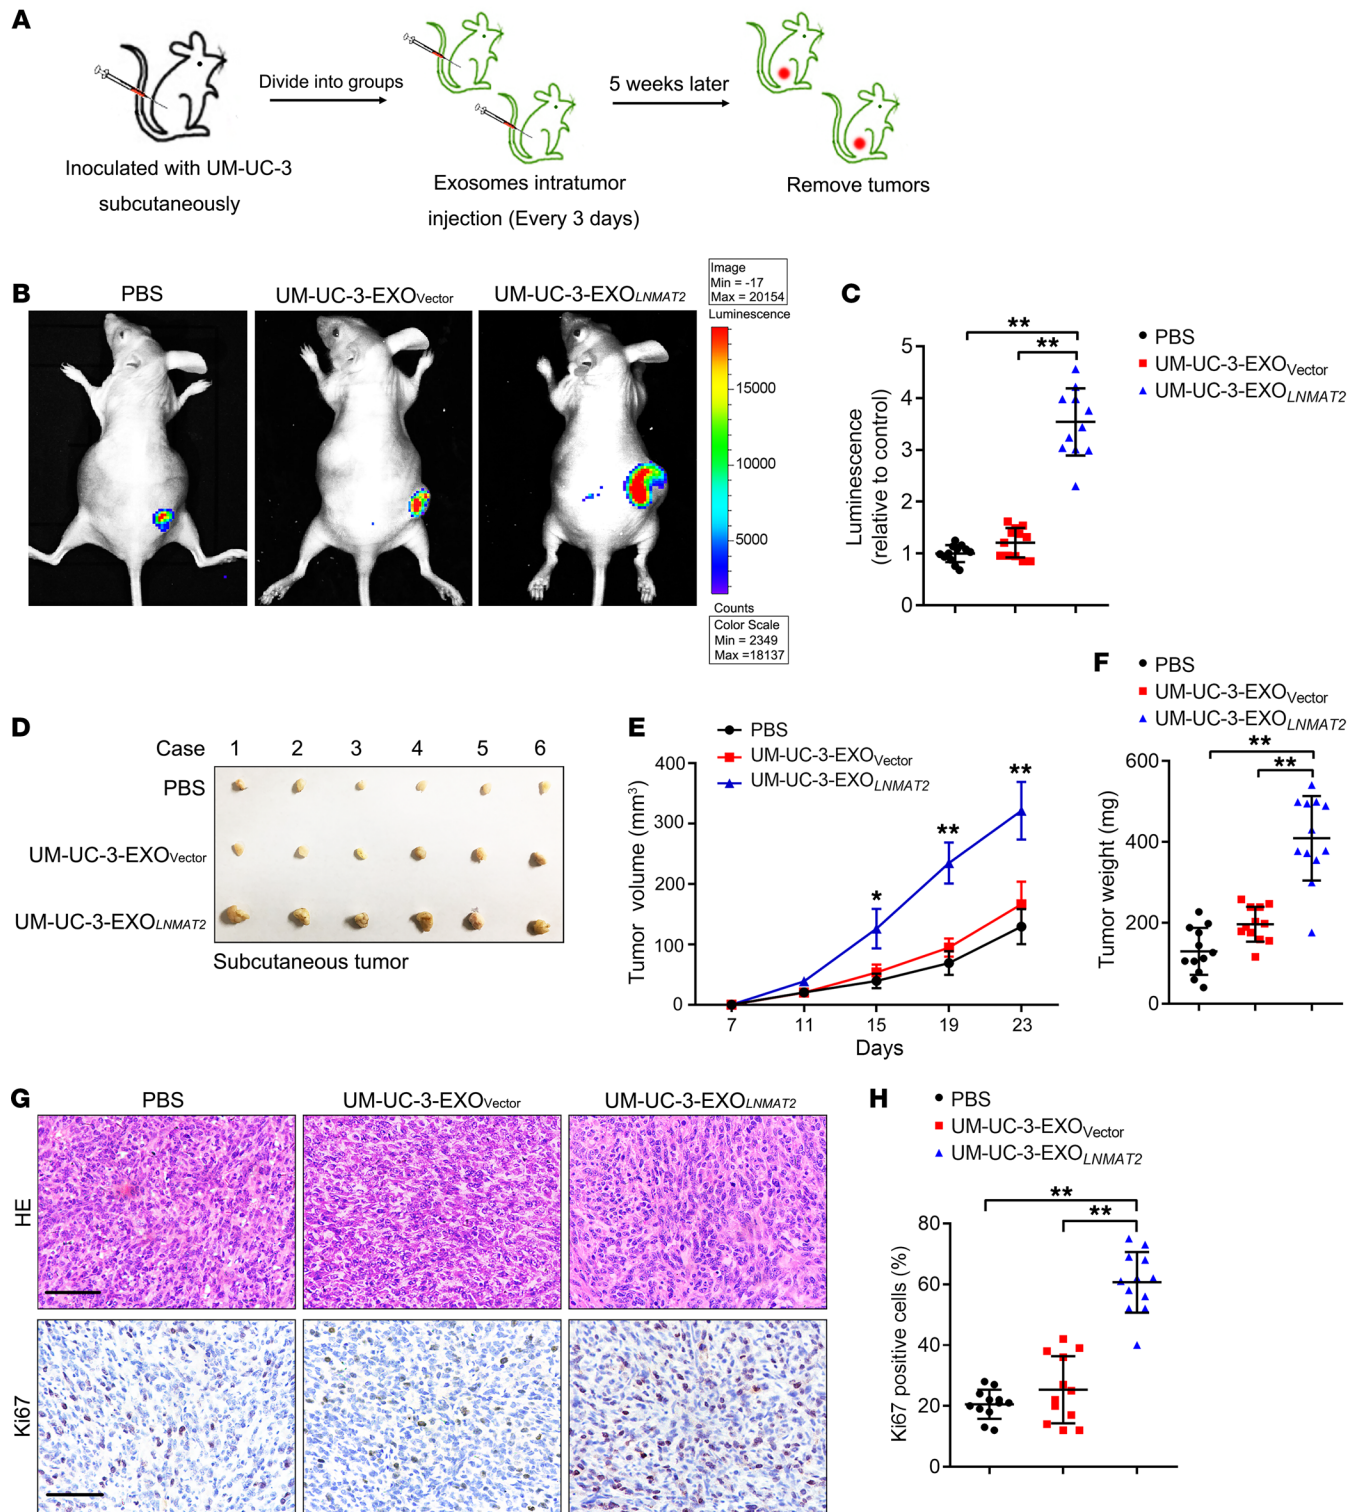 A
Divide into groups
5 weeks later
Inoculated with UM-UC-3
subcutaneously
Exosomes intratumor
injection (Every 3 days)
Remove tumors
B
PBS
UM-UC-3-EXOVector
UM-UC-3-EXOLNMAT2
Image
Min = -17
Max = 20154
Luminescence
15000
10000
5000
Counts
Color Scale
Min = 2349
Max =18137
C
PBS
UM-UC-3-EXOVector
UM-UC-3-EXOLNMAT2
**
**
Luminescence
(relative to control)
5
4
3
2
1
0
D
Case 1 2 3 4 5 6
PBS
UM-UC-3-EXOVector
UM-UC-3-EXOLNMAT2
Subcutaneous tumor
E
PBS
UM-UC-3-EXOVector
UM-UC-3-EXOLNMAT2
Tumor volume (mm³)
400
300
200
100
0
*
**
**
7 11 15 19 23
Days
F
PBS
UM-UC-3-EXOVector
UM-UC-3-EXOLNMAT2
**
**
Tumor weight (mg)
600
400
200
0
G
PBS
UM-UC-3-EXOVector
UM-UC-3-EXOLNMAT2
HE
Ki67
H
PBS
UM-UC-3-EXOVector
UM-UC-3-EXOLNMAT2
**
**
Ki67 positive cells (%)
80
60
40
20
0